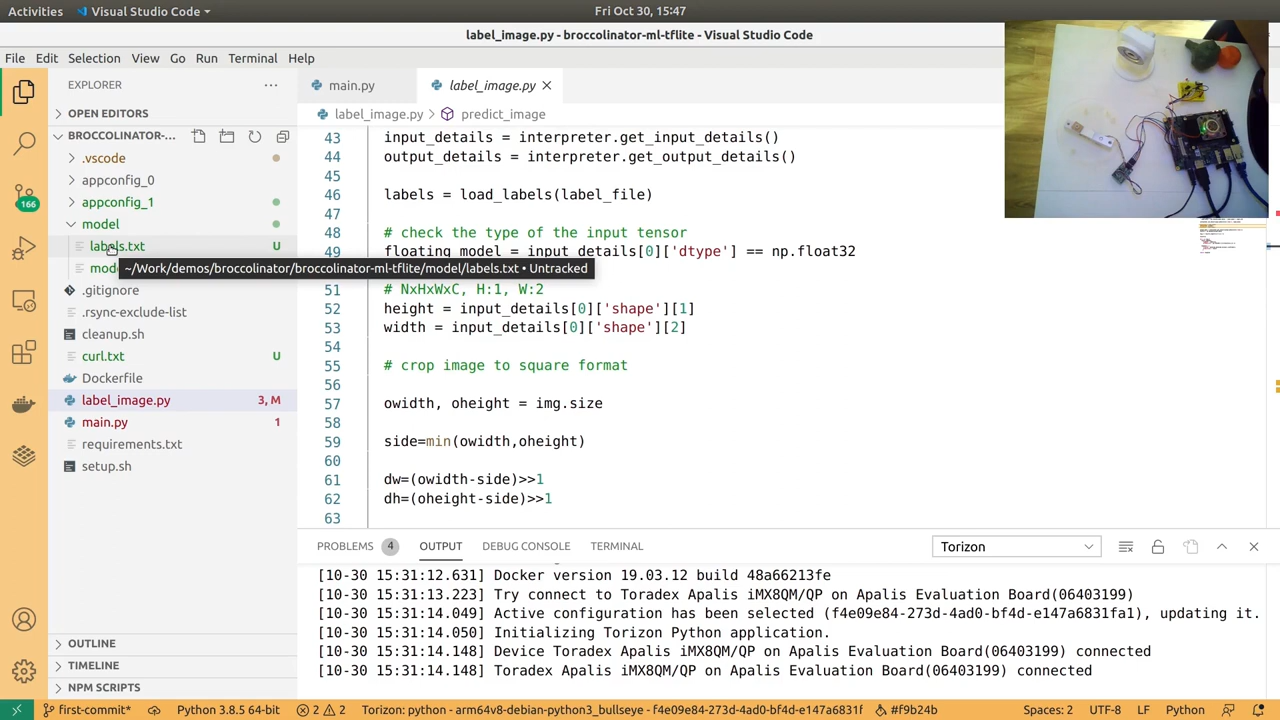 Activities Visual Studio Code Fri Oct 30, 15:47
label_image.py - broccolinator-ml-tflite - Visual Studio Code
File Edit Selection View Go Run Terminal Help
EXPLORER
OPEN EDITORS
BROCCOLINATOR-...
.vscode
appconfig_0
appconfig_1
model
labels.txt U
~/Work/demos/broccolinator/broccolinator-ml-tflite/model/labels.txt • Untracked
.gitignore
.rsync-exclude-list
cleanup.sh
curl.txt U
Dockerfile
label_image.py 3, M
main.py 1
requirements.txt
setup.sh
OUTLINE
TIMELINE
NPM SCRIPTS
166
main.py label_image.py
label_image.py > predict_image
43 input_details = interpreter.get_input_details()
44 output_details = interpreter.get_output_details()
45
46 labels = load_labels(label_file)
47
48 # check the type of the input tensor
49 floating_model = input_details[0]['dtype'] == np.float32
51 # NxHxWxC, H:1, W:2
52 height = input_details[0]['shape'][1]
53 width = input_details[0]['shape'][2]
54
55 # crop image to square format
56
57 owidth, oheight = img.size
58
59 side=min(owidth,oheight)
60
61 dw=(owidth-side)>>1
62 dh=(oheight-side)>>1
63
PROBLEMS 4 OUTPUT DEBUG CONSOLE TERMINAL Torizon
[10-30 15:31:12.631] Docker version 19.03.12 build 48a66213fe
[10-30 15:31:13.223] Try connect to Toradex Apalis iMX8QM/QP on Apalis Evaluation Board(06403199)
[10-30 15:31:14.049] Active configuration has been selected (f4e09e84-273d-4ad0-bf4d-e147a6831fa1), updating it.
[10-30 15:31:14.050] Initializing Torizon Python application.
[10-30 15:31:14.148] Device Toradex Apalis iMX8QM/QP on Apalis Evaluation Board(06403199) connected
[10-30 15:31:14.148] Toradex Apalis iMX8QM/QP on Apalis Evaluation Board(06403199) connected
first-commit* Python 3.8.5 64-bit 2 2 Torizon: python - arm64v8-debian-python3_bullseye - f4e09e84-273d-4ad0-bf4d-e147a6831faf #f9b24b Spaces: 2 UTF-8 LF Python